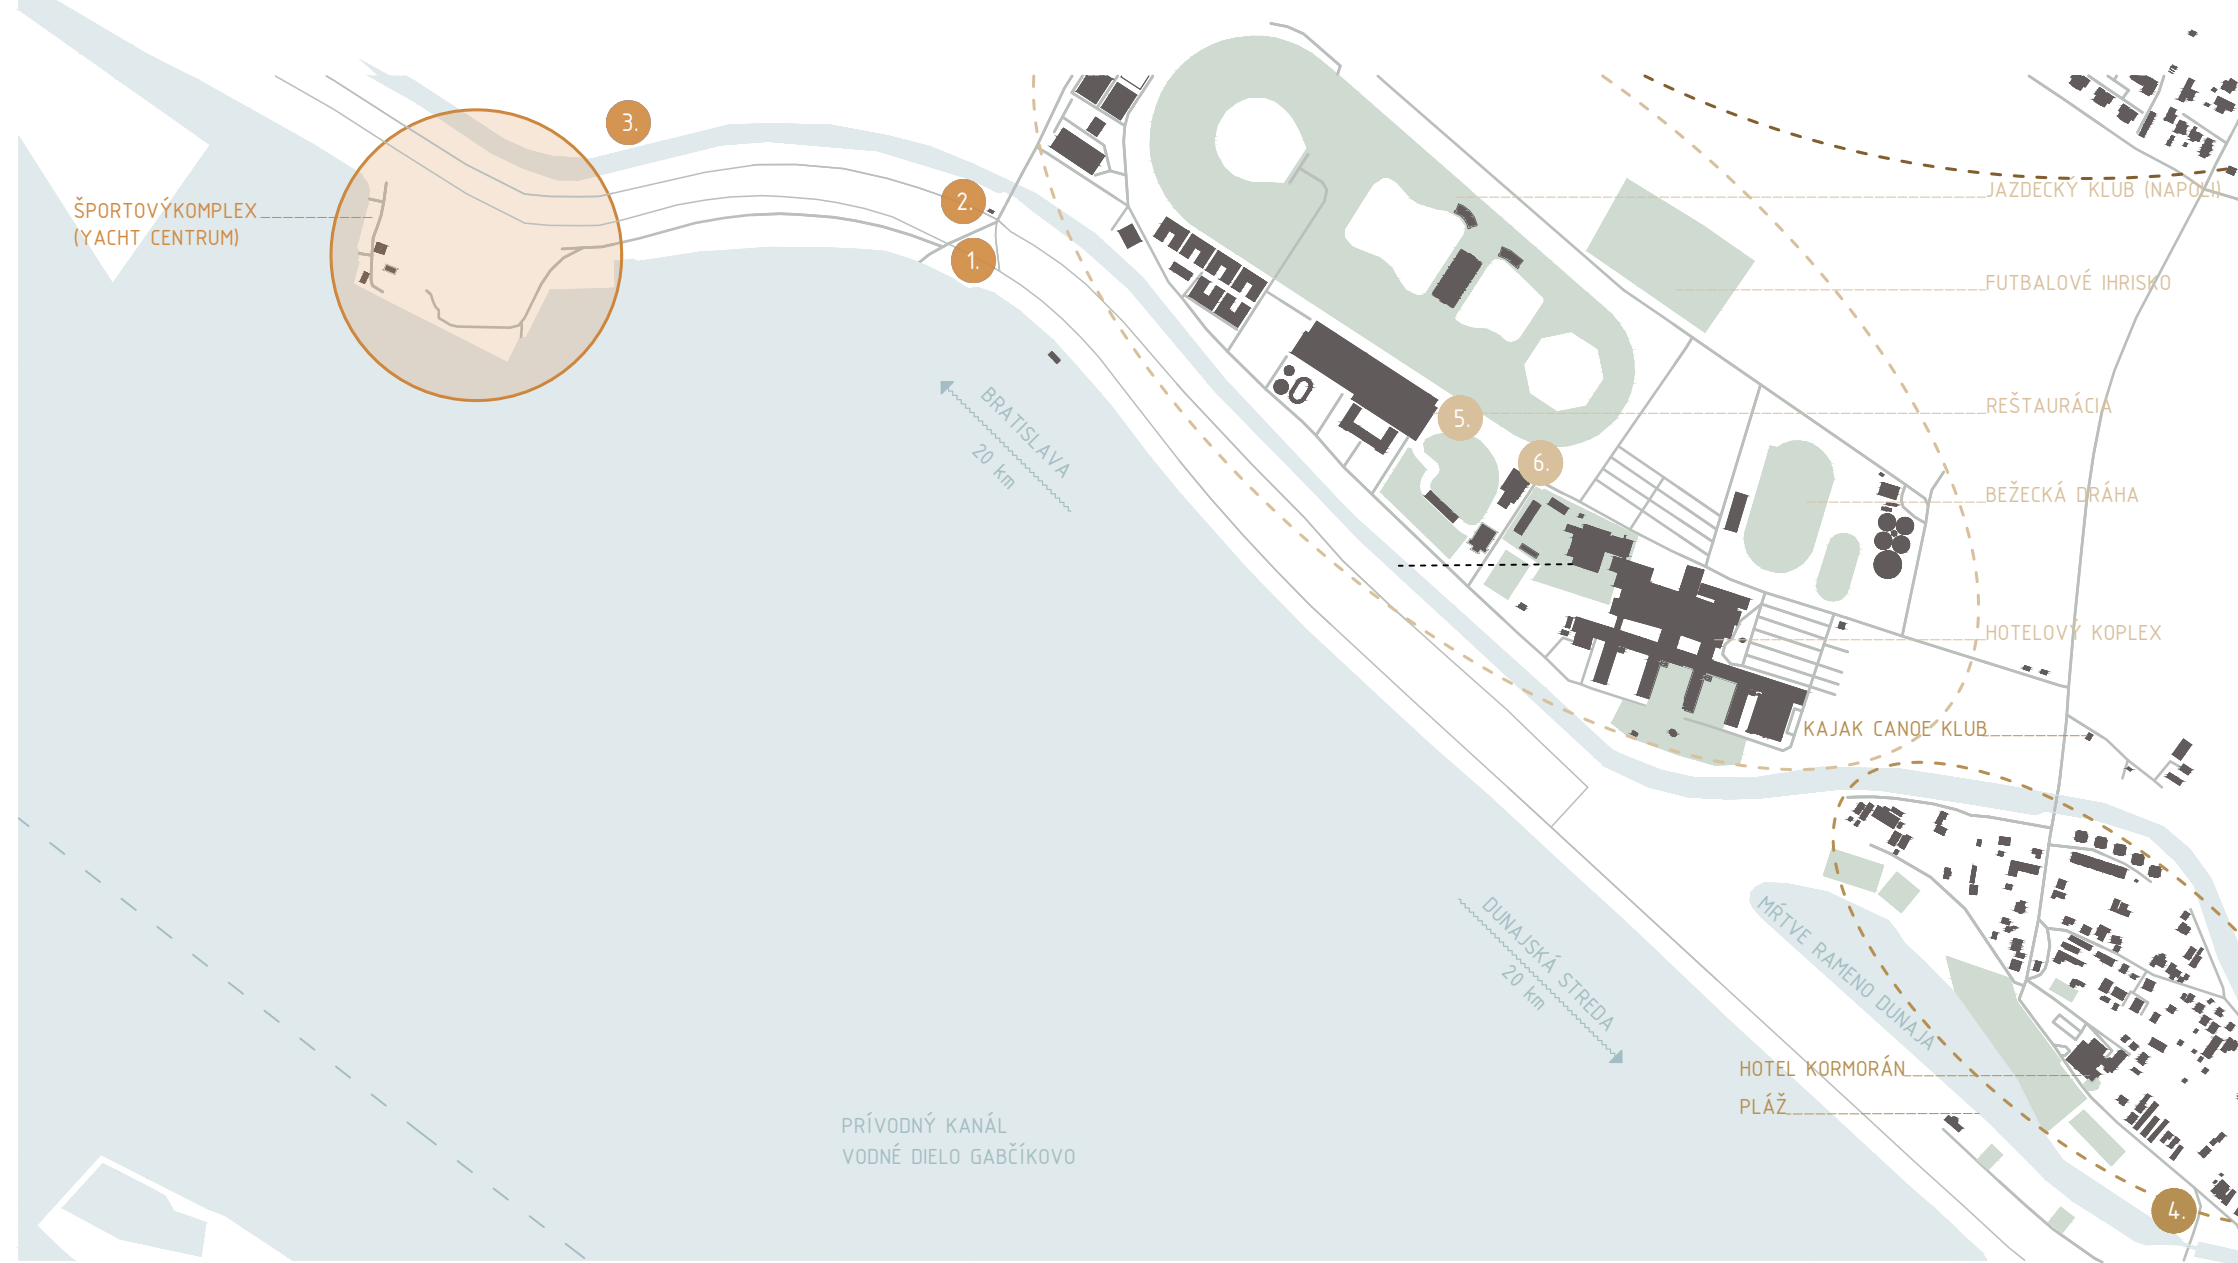 3.
2.
1.
ŠPORTOVÝKOMPLEX
(YACHT CENTRUM)
JAZDECKÝ KLUB (NAPOLI)
FUTBALOVÉ IHRISKO
REŠTAURÁCIA
5.
6.
BEŽECKÁ DRÁHA
HOTELOVÝ KOPLEX
KAJAK CANOE KLUB
BRATISLAVA
20 km
DUNAJSKÁ STREDA
20 km
MŔTVE RAMENO DUNAJA
HOTEL KORMORÁN
PLÁŽ
PRÍVODNÝ KANÁL
VODNÉ DIELO GABČÍKOVO
4.